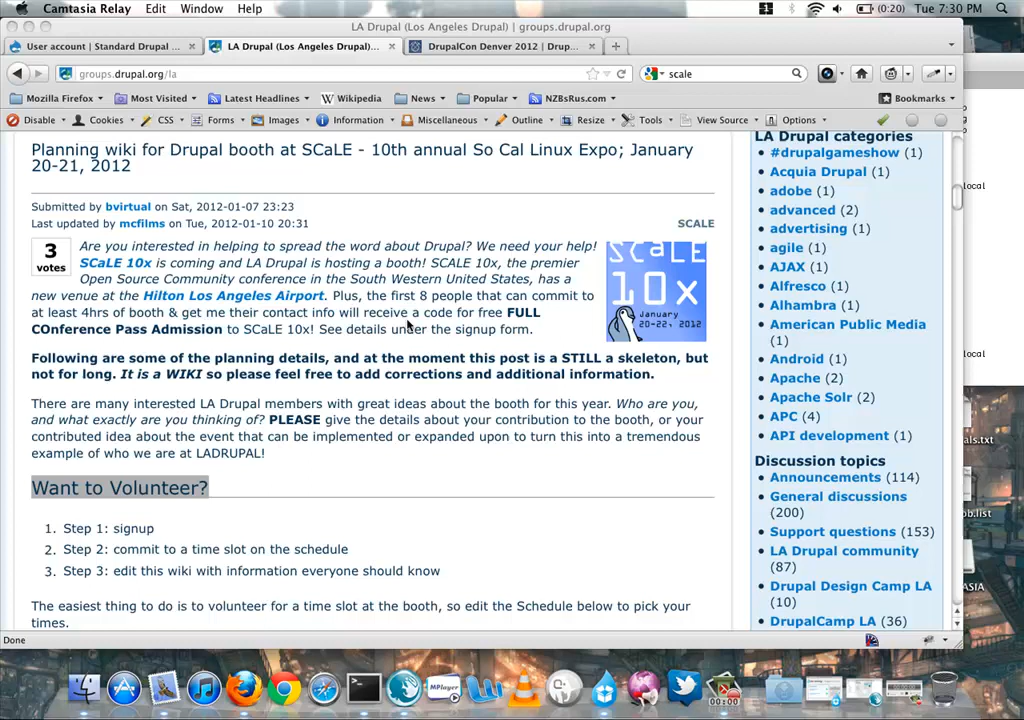 Camtasia Relay Edit Window Help (0:20) Tue 7:30 PM
LA Drupal (Los Angeles Drupal) | groups.drupal.org
User account | Standard Drupal ... × LA Drupal (Los Angeles Drupal)... × DrupalCon Denver 2012 | Drup... × +
groups.drupal.org/la scale
Mozilla Firefox Most Visited Latest Headlines Wikipedia News Popular NZBsRus.com Bookmarks
Disable Cookies CSS Forms Images Information Miscellaneous Outline Resize Tools View Source Options
Planning wiki for Drupal booth at SCaLE - 10th annual So Cal Linux Expo; January
20-21, 2012
Submitted by bvirtual on Sat, 2012-01-07 23:23
Last updated by mcfilms on Tue, 2012-01-10 20:31
SCALE
3
votes
Are you interested in helping to spread the word about Drupal? We need your help!
SCALE 10x is coming and LA Drupal is hosting a booth! SCALE 10x, the premier
Open Source Community conference in the South Western United States, has a
new venue at the Hilton Los Angeles Airport. Plus, the first 8 people that can commit to
at least 4hrs of booth & get me their contact info will receive a code for free FULL
COnference Pass Admission to SCaLE 10x! See details under the signup form.
SCALE
10x
JANUARY
20-22, 2012
Following are some of the planning details, and at the moment this post is a STILL a skeleton, but
not for long. It is a WIKI so please feel free to add corrections and additional information.
There are many interested LA Drupal members with great ideas about the booth for this year. Who are you,
and what exactly are you thinking of? PLEASE give the details about your contribution to the booth, or your
contributed idea about the event that can be implemented or expanded upon to turn this into a tremendous
example of who we are at LADRUPAL!
Want to Volunteer?
1. Step 1: signup
2. Step 2: commit to a time slot on the schedule
3. Step 3: edit this wiki with information everyone should know
The easiest thing to do is to volunteer for a time slot at the booth, so edit the Schedule below to pick your
times.
LA Drupal categories
#drupalgameshow (1)
Acquia Drupal (1)
adobe (1)
advanced (2)
advertising (1)
agile (1)
AJAX (1)
Alfresco (1)
Alhambra (1)
American Public Media
(1)
Android (1)
Apache (2)
Apache Solr (2)
APC (4)
API development (1)
Discussion topics
Announcements (114)
General discussions
(200)
Support questions (153)
LA Drupal community
(87)
Drupal Design Camp LA
(10)
DrupalCamp LA (36)
local
local
als.txt
ob.list
ASIA
Done
MPlayer
00:00